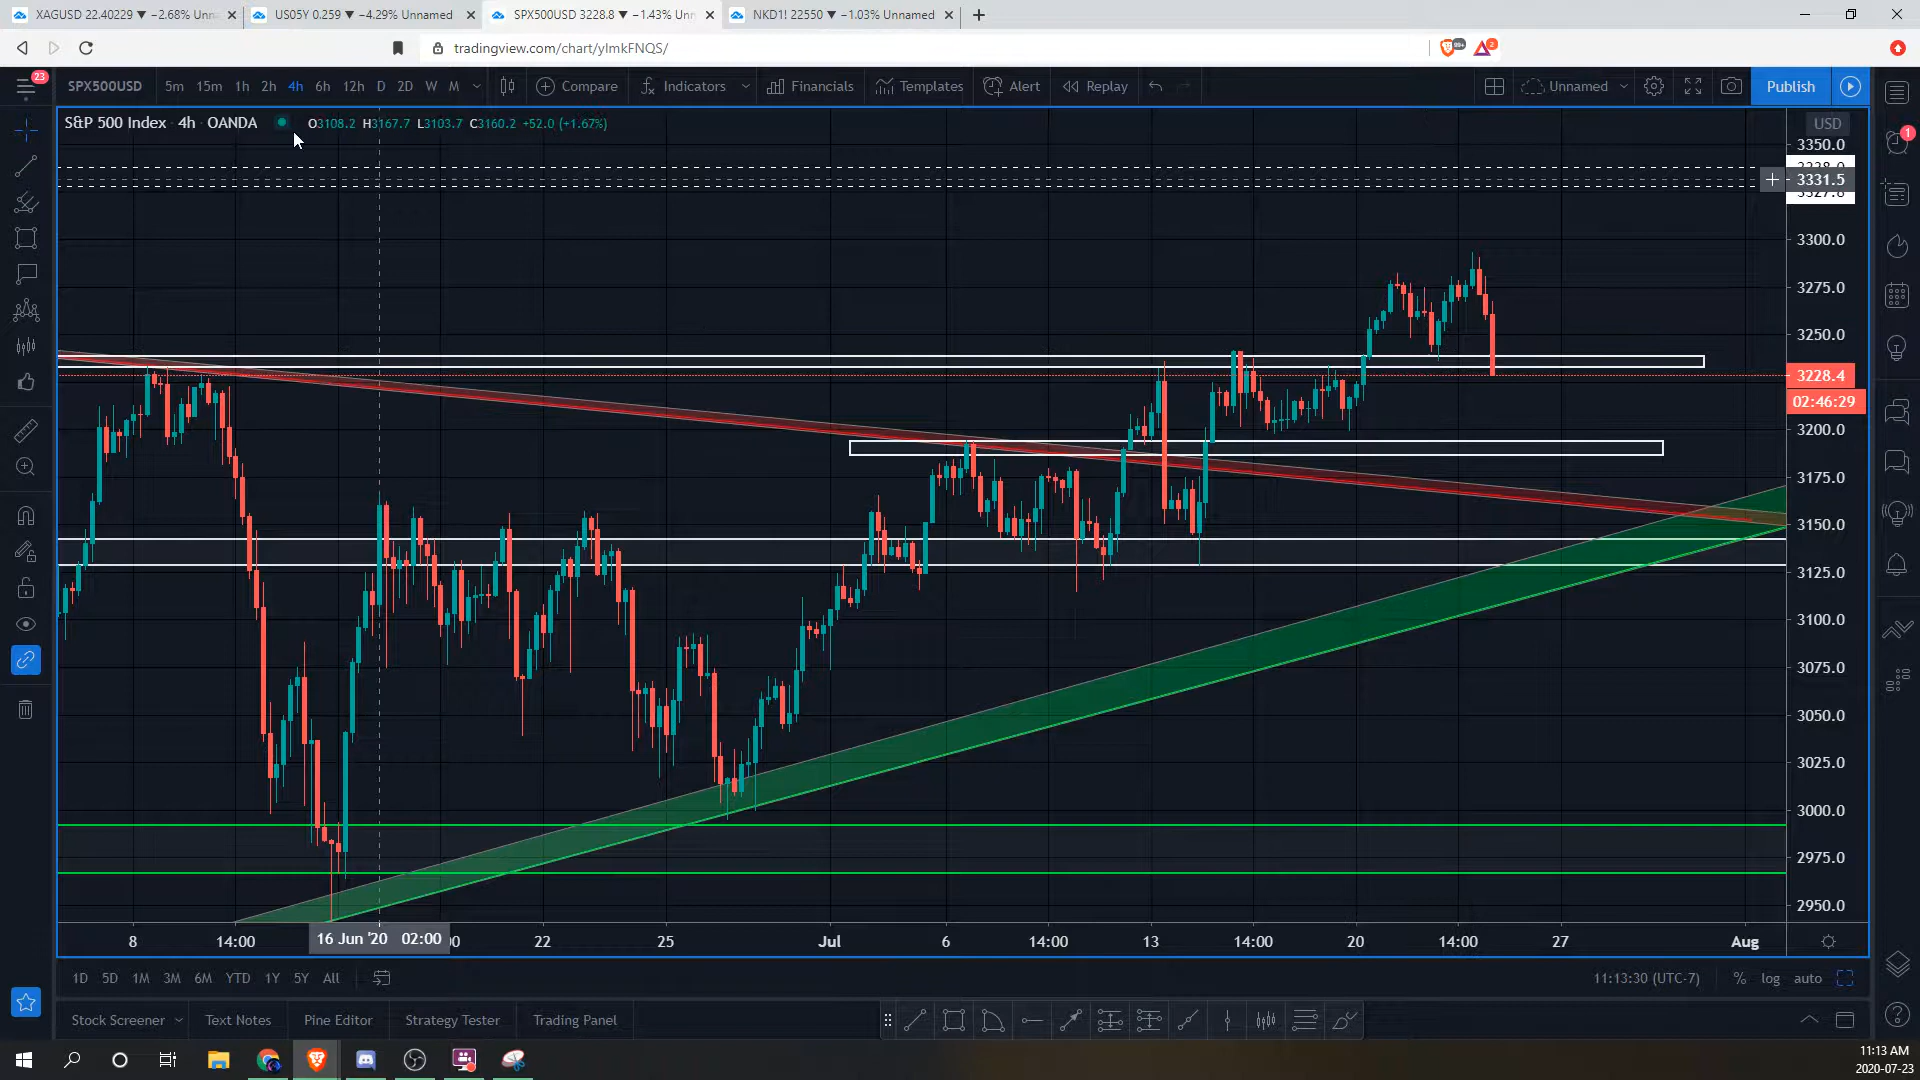 XAGUSD 22.40229 ▼ −2.68% Unn
US05Y 0.259 ▼ −4.29% Unnamed
SPX500USD 3228.8 ▼ −1.43% Unn
NKD1! 22550 ▼ −1.03% Unnamed
tradingview.com/chart/ylmkFNQS/
99+
2
23
SPX500USD 5m 15m 1h 2h 4h 6h 12h D 2D W M Compare Indicators Financials Templates Alert Replay Unnamed Publish
S&P 500 Index · 4h · OANDA O3108.2 H3167.7 L3103.7 C3160.2 +52.0 (+1.67%)
USD
1
3350.0
3331.5
3300.0
3275.0
3250.0
3228.4
02:46:29
3200.0
3175.0
3150.0
3125.0
3100.0
3075.0
3050.0
3025.0
3000.0
2975.0
2950.0
8 14:00 16 Jun '20 02:00 22 25 Jul 6 14:00 13 14:00 20 14:00 27 Aug
1D 5D 1M 3M 6M YTD 1Y 5Y All 11:13:30 (UTC-7) % log auto
Stock Screener Text Notes Pine Editor Strategy Tester Trading Panel
11:13 AM
2020-07-23